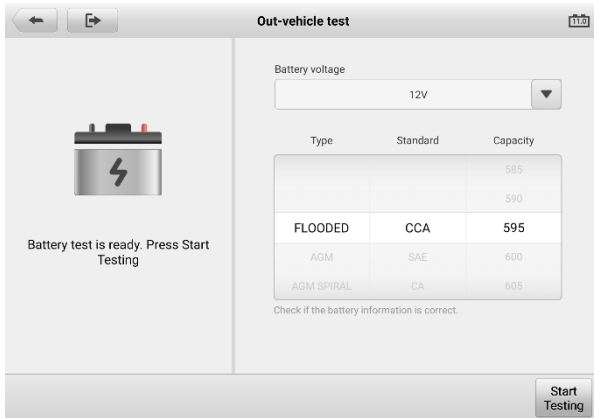 Out-vehicle test
11.0
Battery voltage
12V
Type Standard Capacity
585
590
FLOODED CCA 595
AGM SAE 600
AGM SPIRAL CA 605
Check if the battery information is correct.
Battery test is ready. Press Start
Testing
Start
Testing